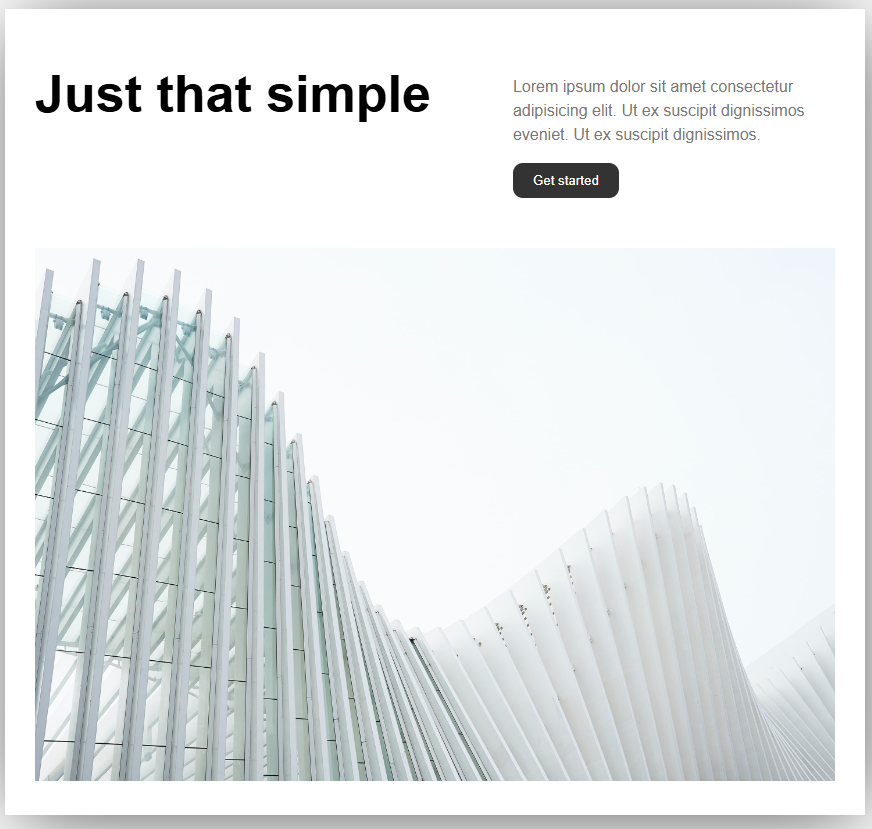 Just that simple
Lorem ipsum dolor sit amet consectetur
adipisicing elit. Ut ex suscipit dignissimos
eveniet. Ut ex suscipit dignissimos.
Get started